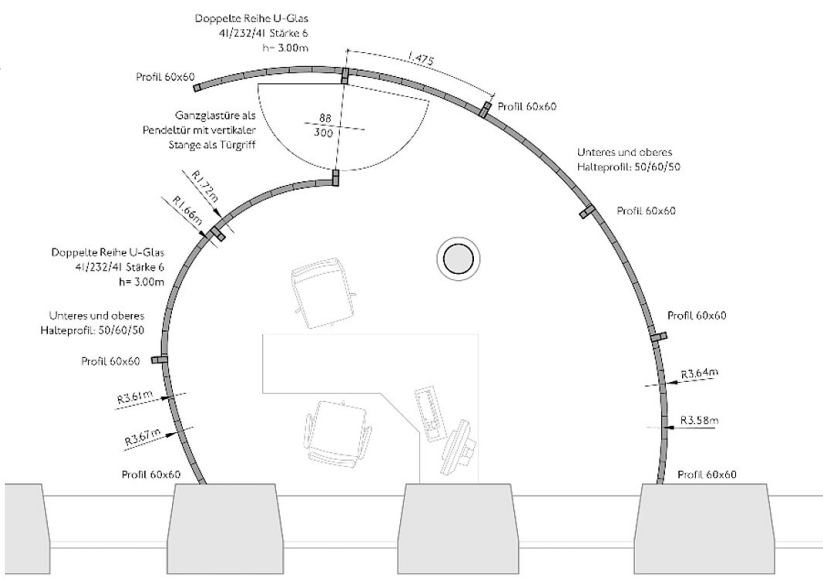 Doppelte Reihe U-Glas
41/232/41 Stärke 6
h= 3.00m
Profil 60x60
1.475
Profil 60x60
Ganzglastüre als
Pendeltür mit vertikaler
Stange als Türgriff
88
300
Unteres und oberes
Halteprofil: 50/60/50
R1.72m
R1.66m
Profil 60x60
Doppelte Reihe U-Glas
41/232/41 Stärke 6
h= 3.00m
Unteres und oberes
Halteprofil: 50/60/50
Profil 60x60
Profil 60x60
R3.64m
R3.61m
R3.58m
R3.67m
Profil 60x60
Profil 60x60